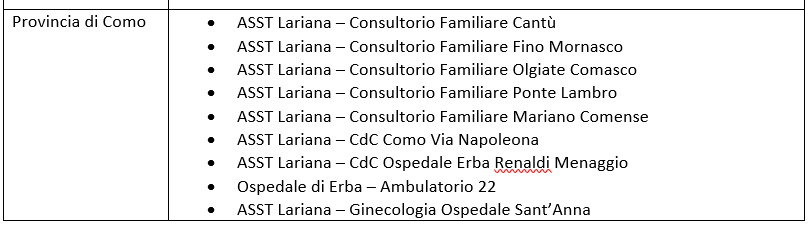 Provincia di Como
• ASST Lariana – Consultorio Familiare Cantù
• ASST Lariana – Consultorio Familiare Fino Mornasco
• ASST Lariana – Consultorio Familiare Olgiate Comasco
• ASST Lariana – Consultorio Familiare Ponte Lambro
• ASST Lariana – Consultorio Familiare Mariano Comense
• ASST Lariana – CdC Como Via Napoleona
• ASST Lariana – CdC Ospedale Erba Renaldi Menaggio
• Ospedale di Erba – Ambulatorio 22
• ASST Lariana – Ginecologia Ospedale Sant’Anna